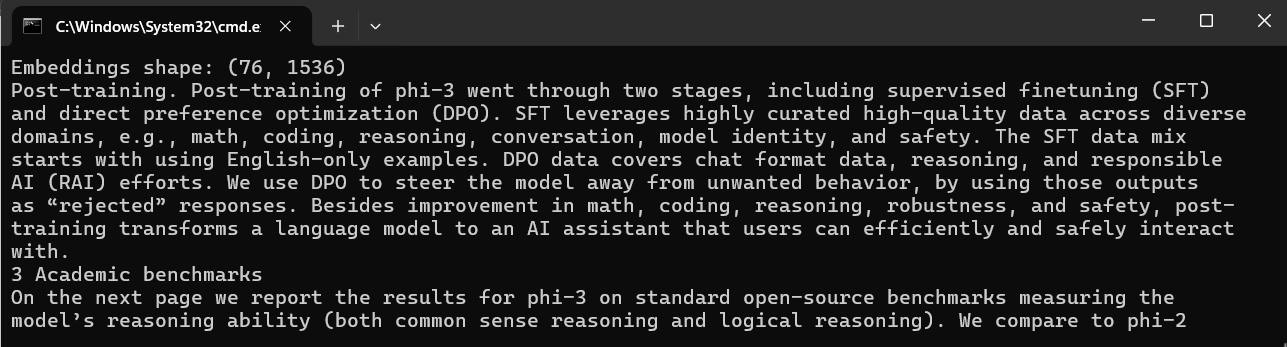 C:\Windows\System32\cmd.e
Embeddings shape: (76, 1536)
Post-training. Post-training of phi-3 went through two stages, including supervised finetuning (SFT)
and direct preference optimization (DPO). SFT leverages highly curated high-quality data across diverse
domains, e.g., math, coding, reasoning, conversation, model identity, and safety. The SFT data mix
starts with using English-only examples. DPO data covers chat format data, reasoning, and responsible
AI (RAI) efforts. We use DPO to steer the model away from unwanted behavior, by using those outputs
as “rejected” responses. Besides improvement in math, coding, reasoning, robustness, and safety, post-
training transforms a language model to an AI assistant that users can efficiently and safely interact
with.
3 Academic benchmarks
On the next page we report the results for phi-3 on standard open-source benchmarks measuring the
model’s reasoning ability (both common sense reasoning and logical reasoning). We compare to phi-2